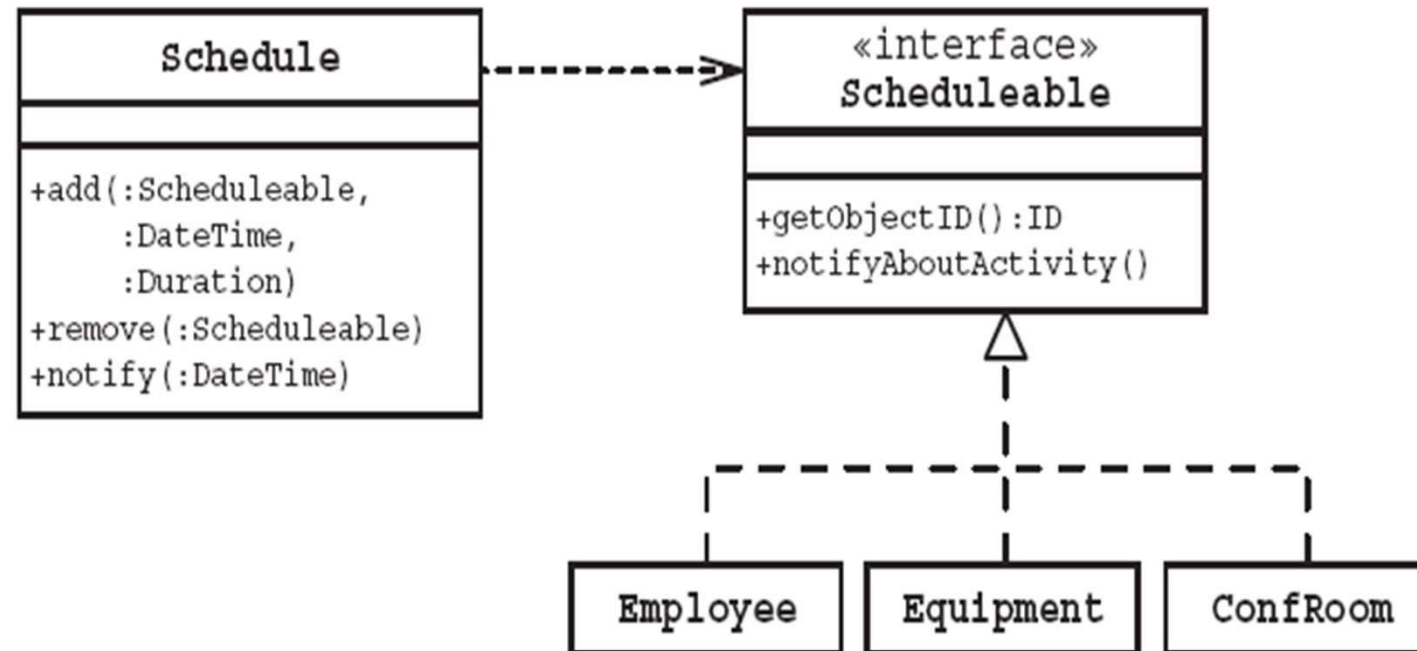 Schedule
+add(:Scheduleable,
:DateTime,
:Duration)
+remove(:Scheduleable)
+notify(:DateTime)
«interface»
Scheduleable
+getObjectID():ID
+notifyAboutActivity()
Employee
Equipment
ConfRoom